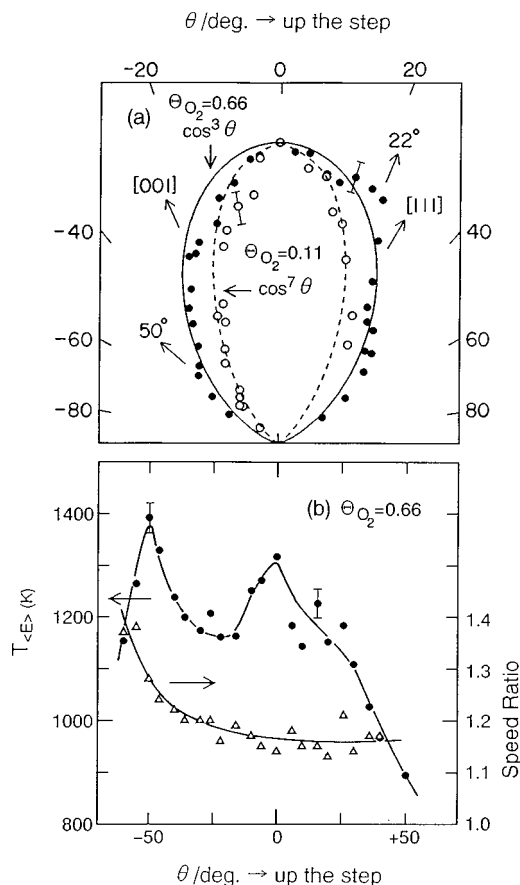 θ/deg. → up the step
-20 0 20
(a)
ΘO₂=0.66
cos³θ
22°
[001]
[111]
-40 40
ΘO₂=0.11
cos⁷θ
50°
-60 60
-80 80
(b) ΘO₂=0.66
1400
1200
1000
800
T<E> (K)
1.4
1.3
1.2
1.1
1.0
Speed Ratio
-50 0 +50
θ/deg. → up the step